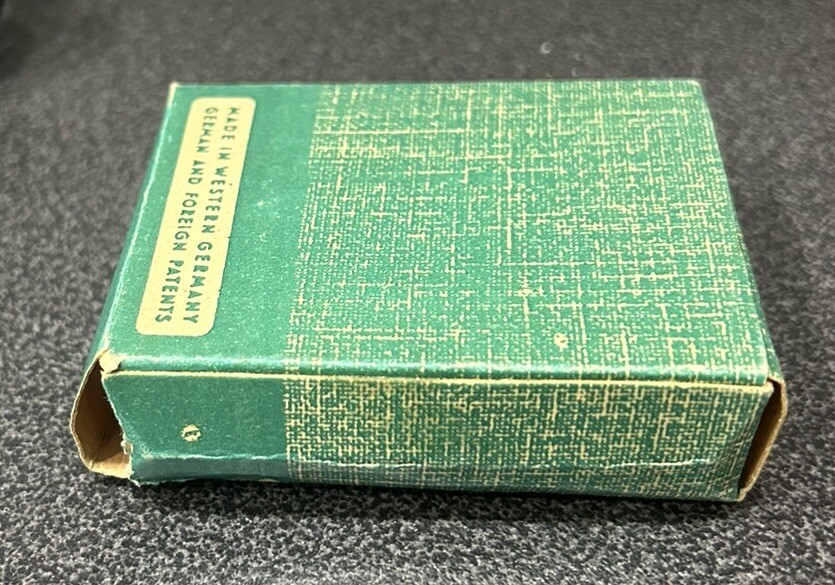 MADE IN WESTERN GERMANY
GERMAN AND FOREIGN PATENTS